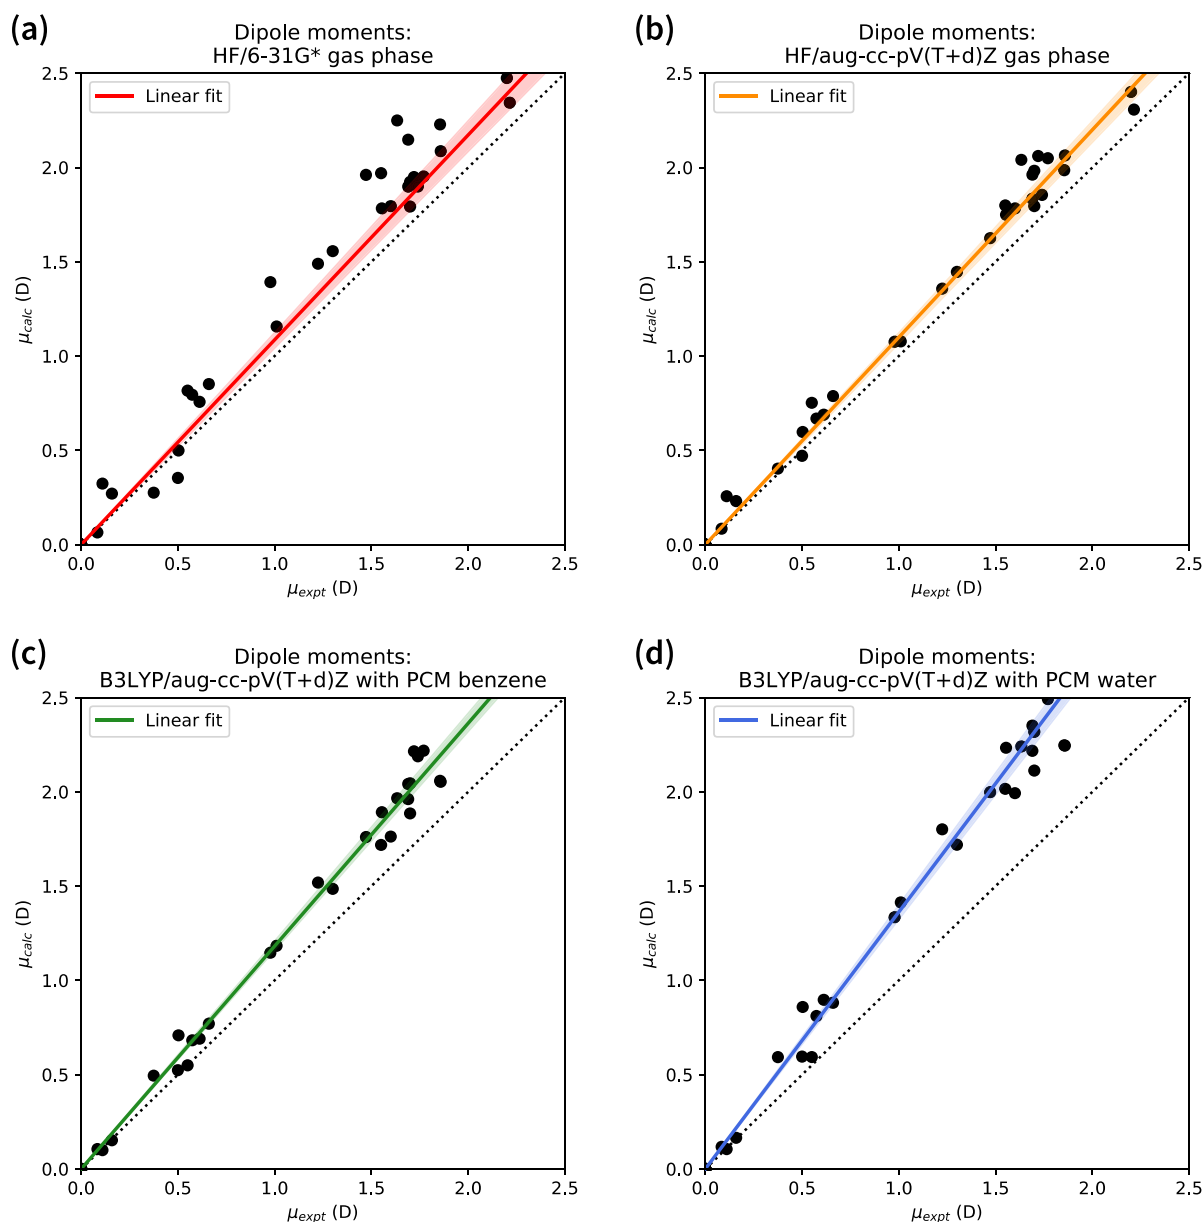 (a)
Dipole moments:
HF/6-31G* gas phase
Linear fit
2.5
2.0
1.5
1.0
0.5
0.0
μcalc (D)
0.0 0.5 1.0 1.5 2.0 2.5
μexpt (D)
(b)
Dipole moments:
HF/aug-cc-pV(T+d)Z gas phase
Linear fit
2.5
2.0
1.5
1.0
0.5
0.0
μcalc (D)
0.0 0.5 1.0 1.5 2.0 2.5
μexpt (D)
(c)
Dipole moments:
B3LYP/aug-cc-pV(T+d)Z with PCM benzene
Linear fit
2.5
2.0
1.5
1.0
0.5
0.0
μcalc (D)
0.0 0.5 1.0 1.5 2.0 2.5
μexpt (D)
(d)
Dipole moments:
B3LYP/aug-cc-pV(T+d)Z with PCM water
Linear fit
2.5
2.0
1.5
1.0
0.5
0.0
μcalc (D)
0.0 0.5 1.0 1.5 2.0 2.5
μexpt (D)